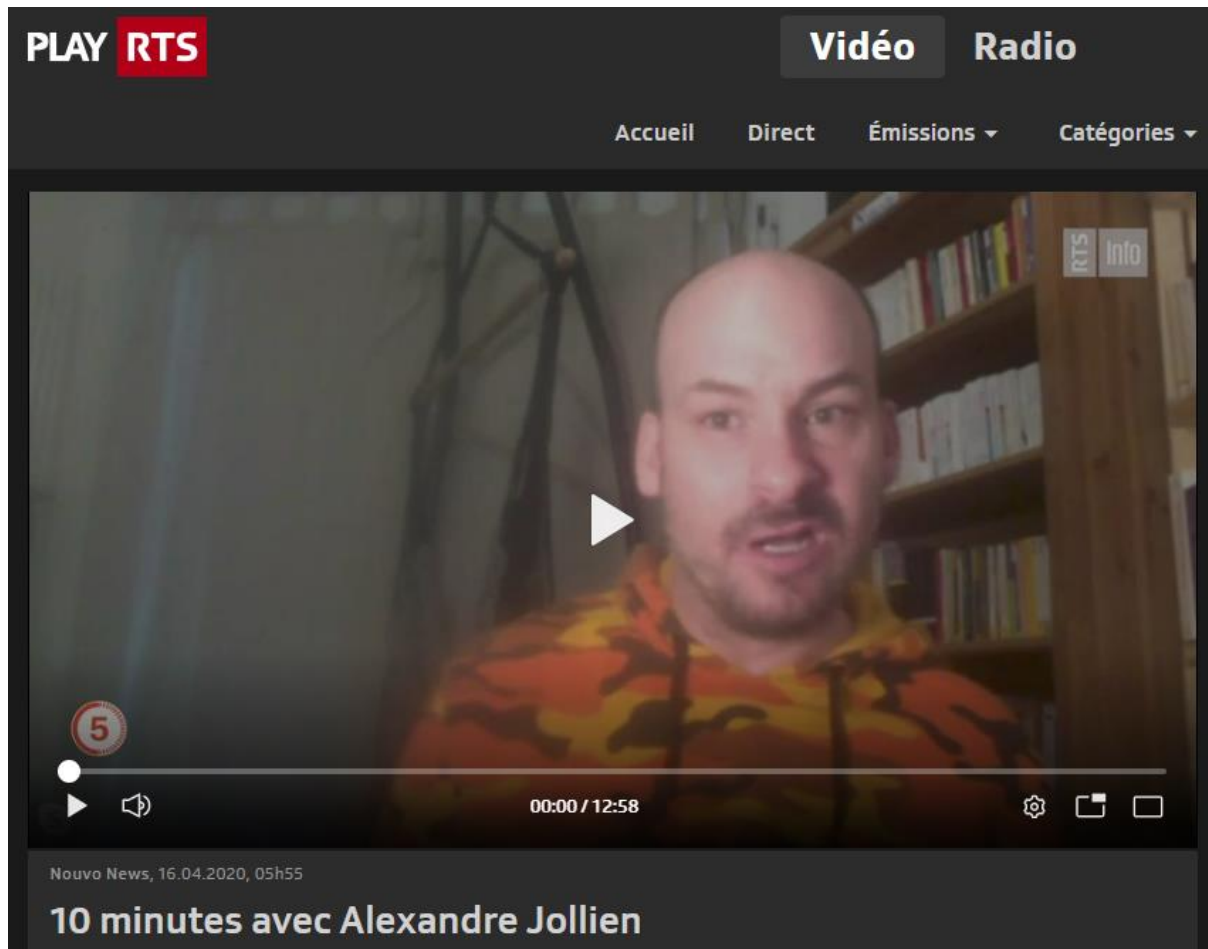 PLAY RTS
Vidéo Radio
Accueil Direct Émissions Catégories
RTS Info
5
00:00 / 12:58
Nouvo News, 16.04.2020, 05h55
10 minutes avec Alexandre Jollien